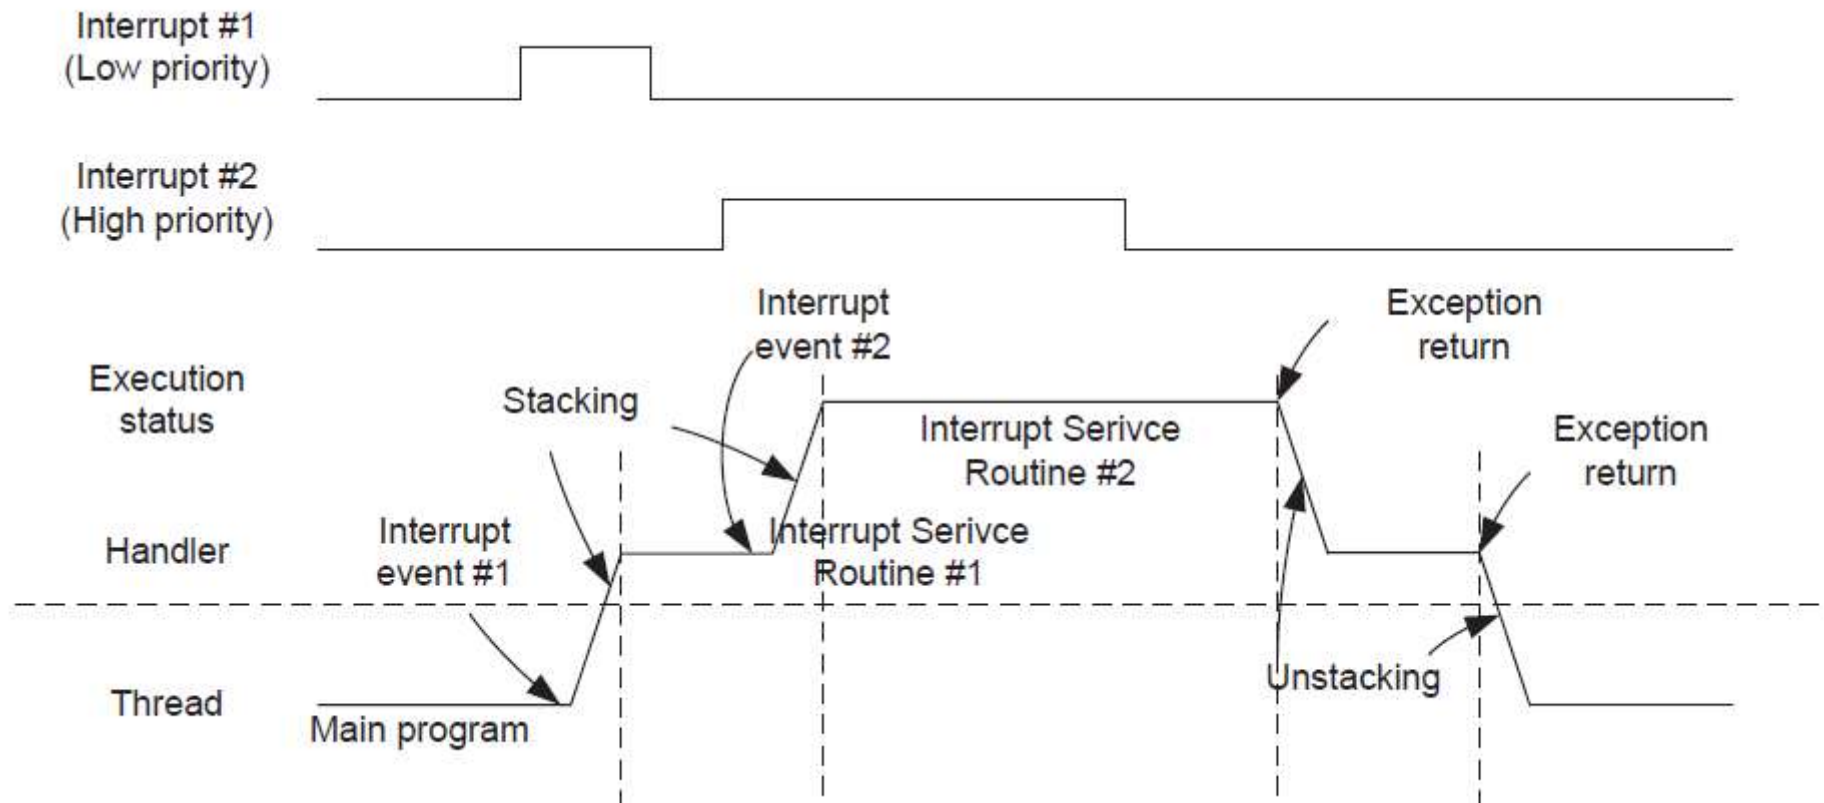 Interrupt #1
(Low priority)
Interrupt #2
(High priority)
Interrupt
event #2
Exception
return
Execution
status
Stacking
Interrupt Serivce
Routine #2
Exception
return
Interrupt
event #1
Handler
Interrupt Serivce
Routine #1
Unstacking
Thread
Main program